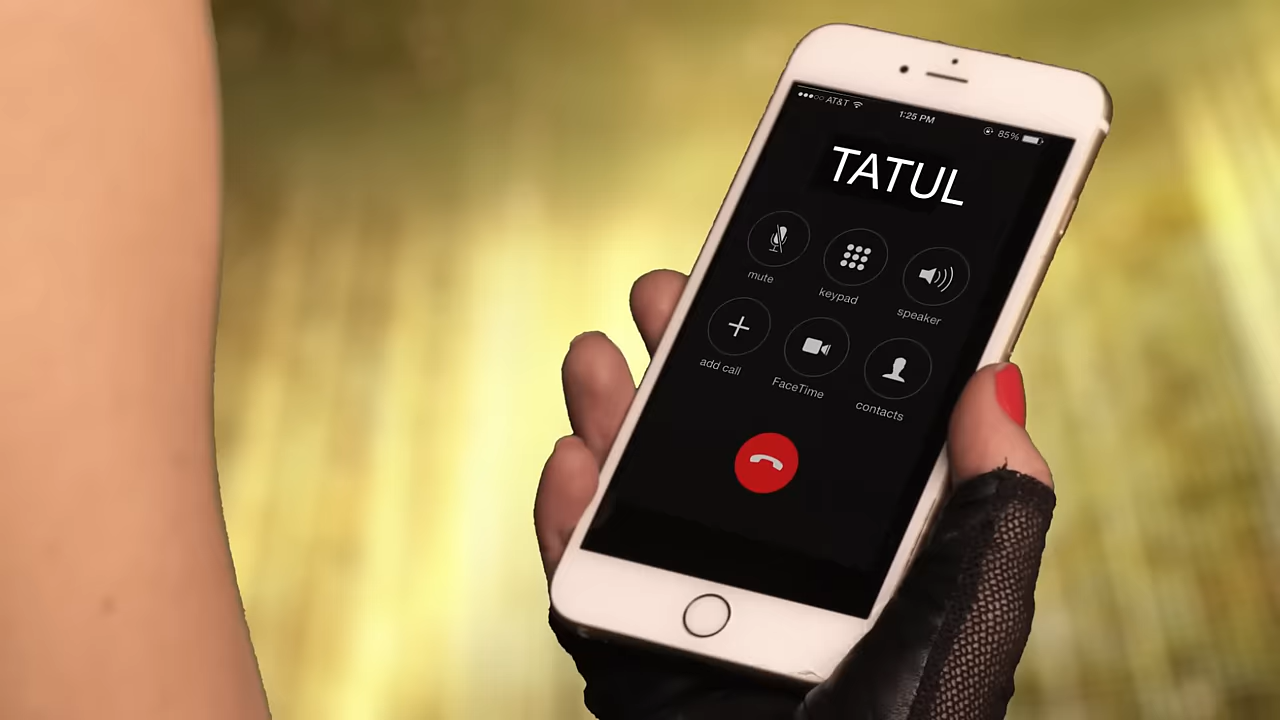 AT&T 1:25 PM 85%
TATUL
mute keypad speaker
add call FaceTime contacts